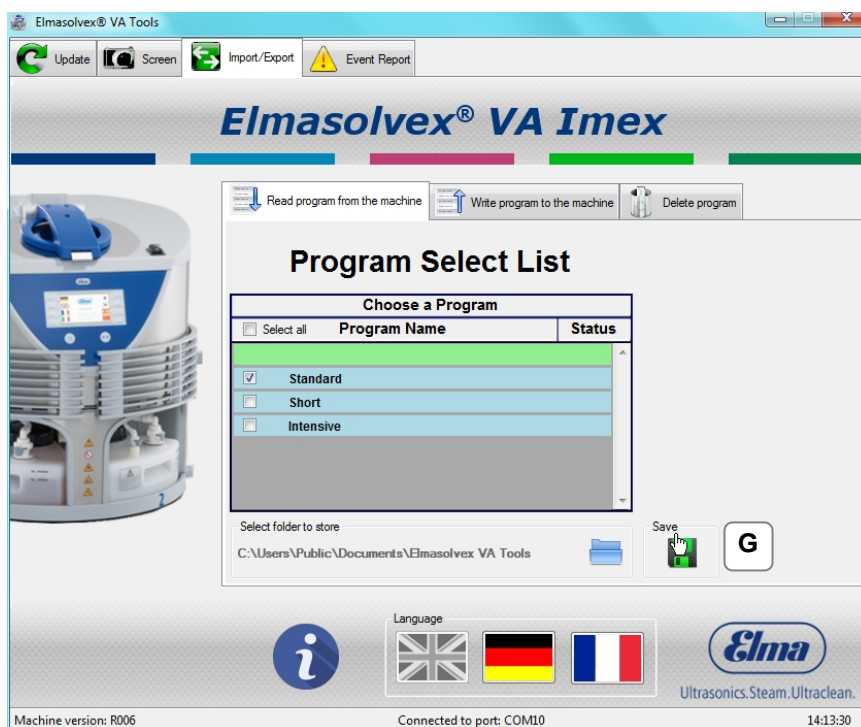 Elmasolvex® VA Tools
Update
Screen
Import/Export
Event Report
Elmasolvex® VA Imex
Read program from the machine
Write program to the machine
Delete program
Program Select List
Choose a Program
Select all Program Name Status
Standard
Short
Intensive
Select folder to store
C:\Users\Public\Documents\Elmasolvex VA Tools
Save
G
2
Language
i
Elma
Ultrasonics.Steam.Ultraclean.
Machine version: R006 Connected to port: COM10 14:13:30